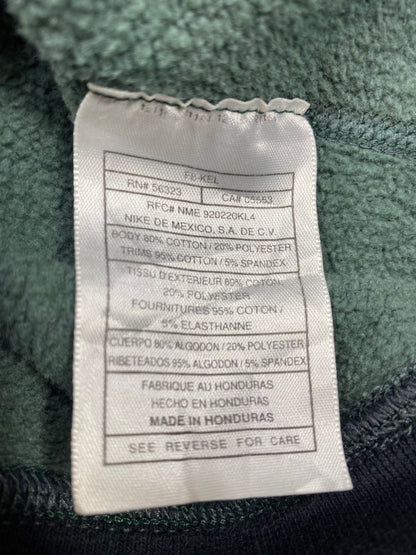 FP-KEL
RN# 56323 CA# 05553
RFC# NME 920220KL4
NIKE DE MEXICO, S.A. DE C.V.
BODY 80% COTTON / 20% POLYESTER
TRIMS 95% COTTON / 5% SPANDEX
TISSU D'EXTERIEUR 80% COTON/
20% POLYESTER
FOURNITURES 95% COTON /
5% ELASTHANNE
CUERPO 80% ALGODON / 20% POLYESTER
RIBETEADOS 95% ALGODON / 5% SPANDEX
FABRIQUE AU HONDURAS
HECHO EN HONDURAS
MADE IN HONDURAS
SEE REVERSE FOR CARE